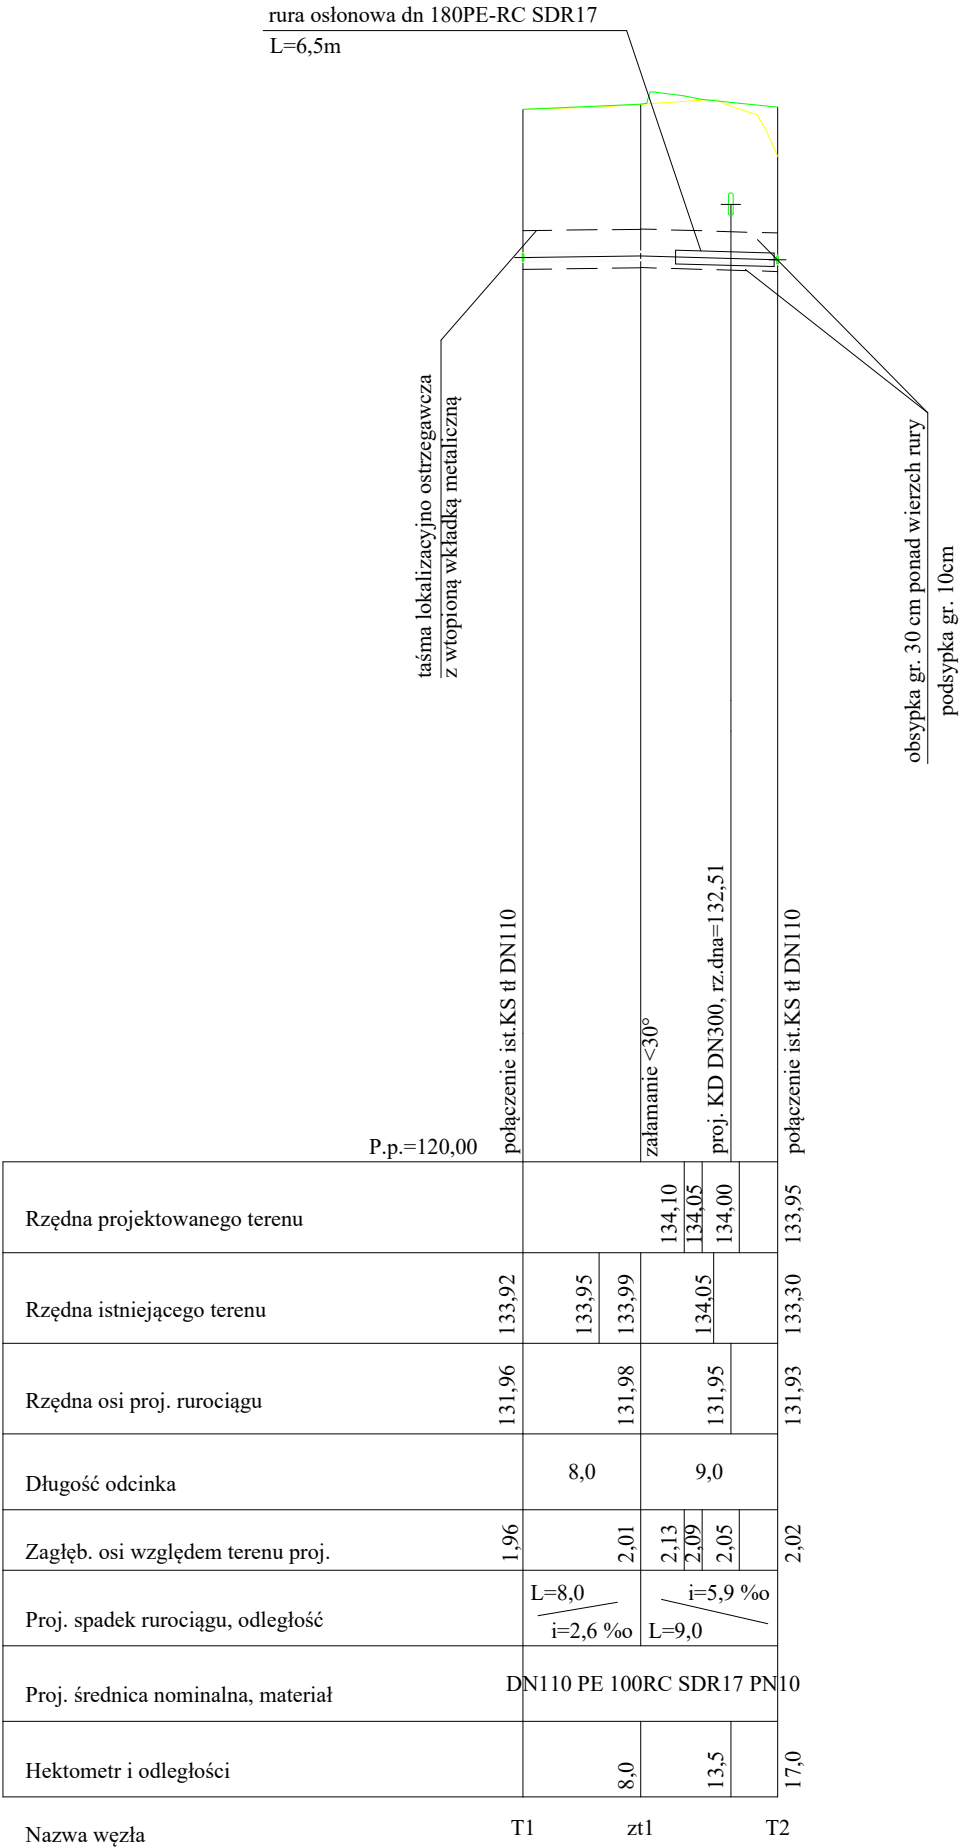 rura osłonowa dn 180PE-RC SDR17
L=6,5m
taśma lokalizacyjno ostrzegawcza
z wtopioną wkładką metaliczną
obsypka gr. 30 cm ponad wierzch rury
podsypka gr. 10cm
połączenie ist.KS tł DN110
załamanie <30°
proj. KD DN300, rz.dna=132,51
połączenie ist.KS tł DN110
P.p.=120,00
Rzędna projektowanego terenu 134,10 134,05 134,00 133,95
Rzędna istniejącego terenu 133,92 133,95 133,99 134,05 133,30
Rzędna osi proj. rurociągu 131,96 131,98 131,95 131,93
Długość odcinka 8,0 9,0
Zagłęb. osi względem terenu proj. 1,96 2,01 2,13 2,09 2,05 2,02
Proj. spadek rurociągu, odległość
L=8,0 i=5,9 %o
i=2,6 %o L=9,0
Proj. średnica nominalna, materiał DN110 PE 100RC SDR17 PN10
Hektometr i odległości 8,0 13,5 17,0
Nazwa węzła T1 zt1 T2